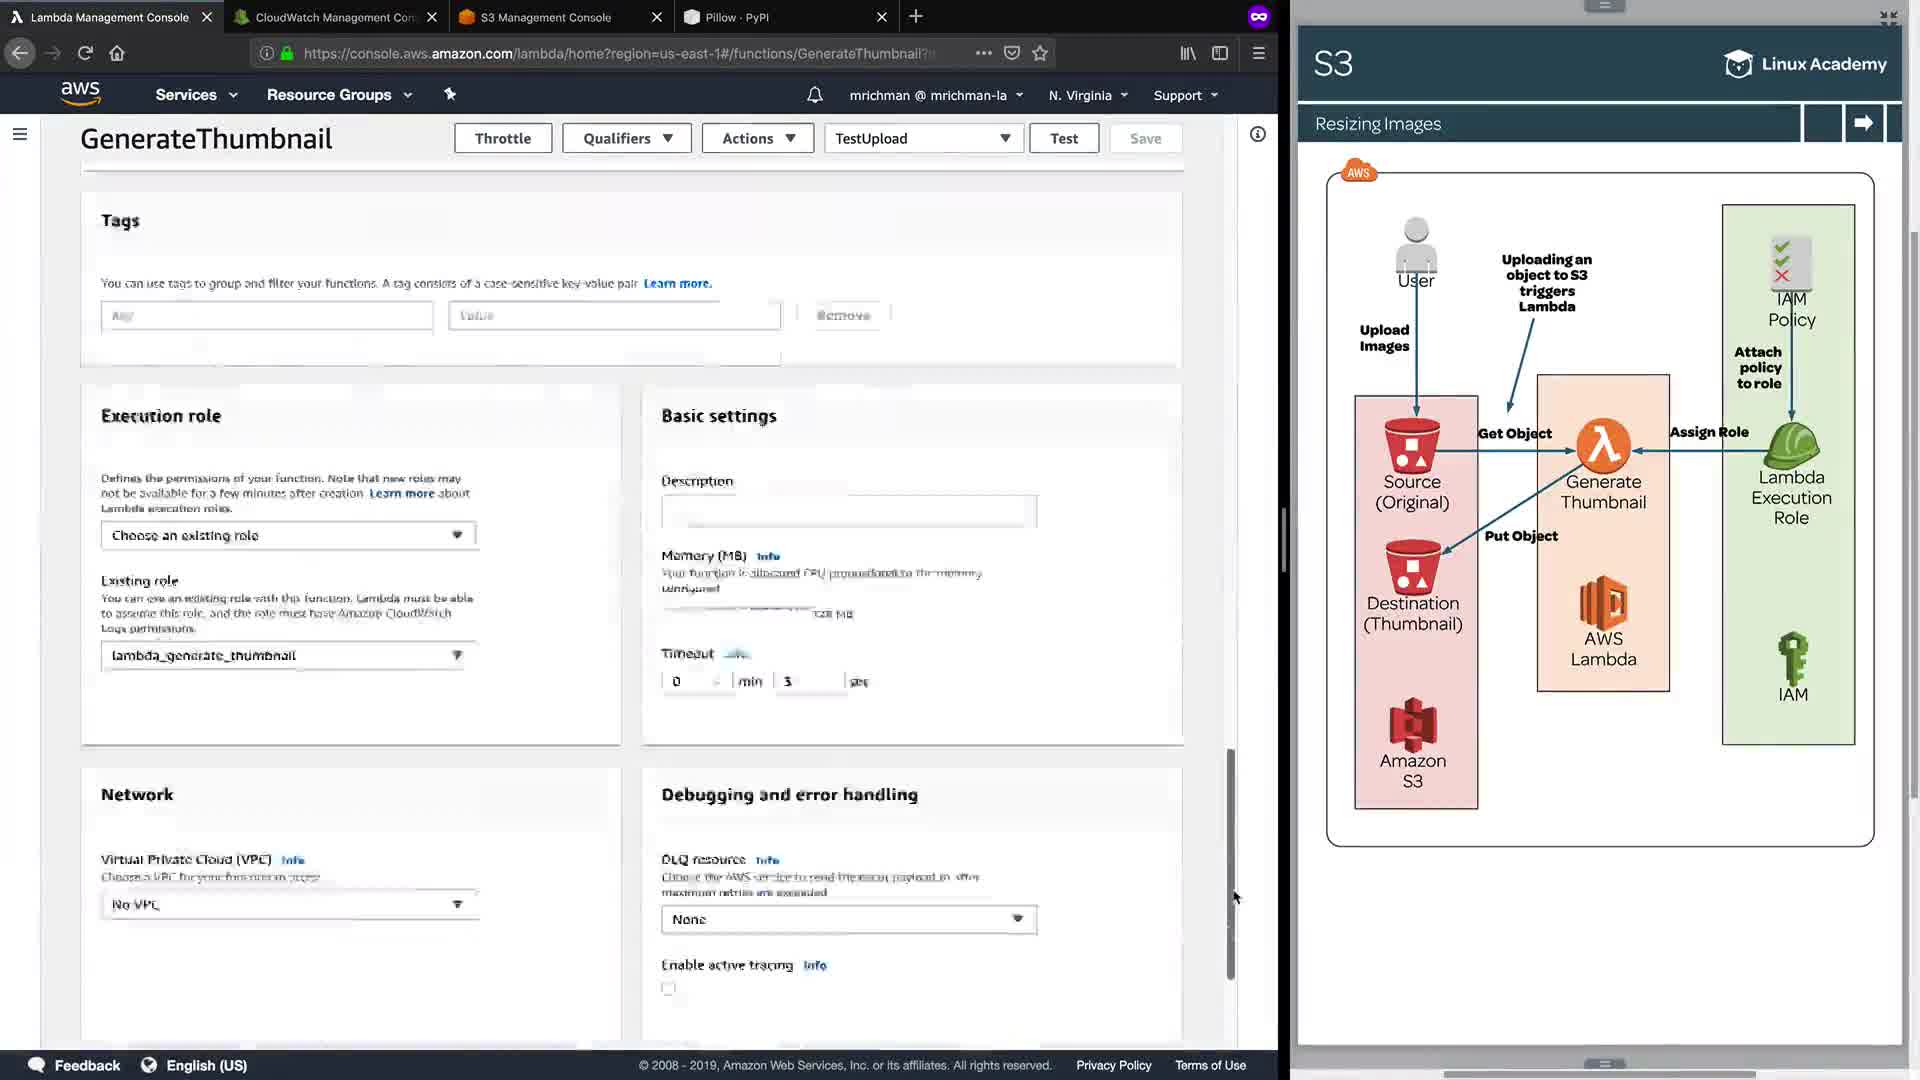 Lambda Management Console
CloudWatch Management Con
S3 Management Console
Pillow · PyPI
https://console.aws.amazon.com/lambda/home?region=us-east-1#/functions/GenerateThumbnail?
aws
Services
Resource Groups
mrichman @ mrichman-la
N. Virginia
Support
GenerateThumbnail
Throttle
Qualifiers
Actions
TestUpload
Test
Save
Tags
You can use tags to group and filter your functions. A tag consists of a case-sensitive key-value pair. Learn more.
Key
Value
Remove
Execution role
Defines the permissions of your function. Note that new roles may
not be available for a few minutes after creation. Learn more about
Lambda execution roles.
Choose an existing role
Existing role
You can use an existing role with this function. Lambda must be able
to assume this role, and the role must have Amazon CloudWatch
Logs permissions.
lambda_generate_thumbnail
Basic settings
Description
Memory (MB) Info
Your function is allocated CPU proportional to the memory
configured.
128 MB
Timeout Info
0 min 3 sec
Network
Virtual Private Cloud (VPC) Info
Choose a VPC for your function to access.
No VPC
Debugging and error handling
DLQ resource Info
Choose the AWS service to send the event payload to after
maximum retries are exceeded.
None
Enable active tracing Info
Feedback
English (US)
© 2008 - 2019, Amazon Web Services, Inc. or its affiliates. All rights reserved.
Privacy Policy
Terms of Use
S3
Linux Academy
Resizing Images
AWS
User
Uploading an
object to S3
triggers
Lambda
IAM
Policy
Upload
Images
Attach
policy
to role
Get Object
Assign Role
Source
(Original)
Generate
Thumbnail
Lambda
Execution
Role
Put Object
Destination
(Thumbnail)
AWS
Lambda
IAM
Amazon
S3